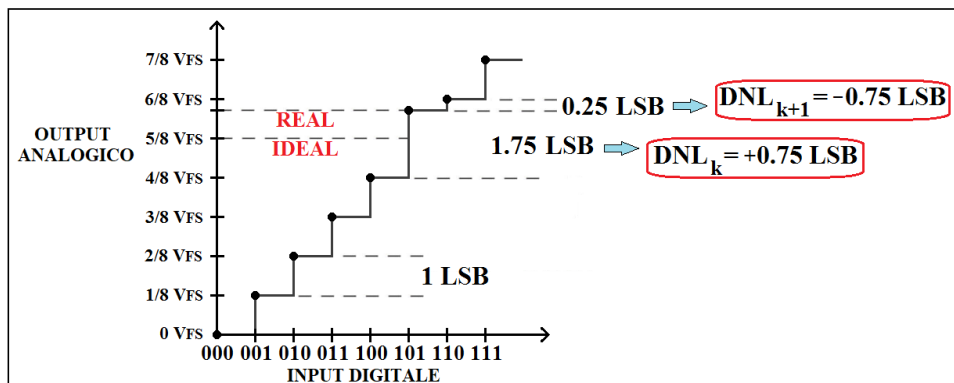 7/8 VFS
6/8 VFS
0.25 LSB
DNLk+1 = -0.75 LSB
REAL
OUTPUT
ANALOGICO
5/8 VFS
IDEAL
1.75 LSB
DNLk = +0.75 LSB
4/8 VFS
3/8 VFS
2/8 VFS
1 LSB
1/8 VFS
0 VFS
000 001 010 011 100 101 110 111
INPUT DIGITALE